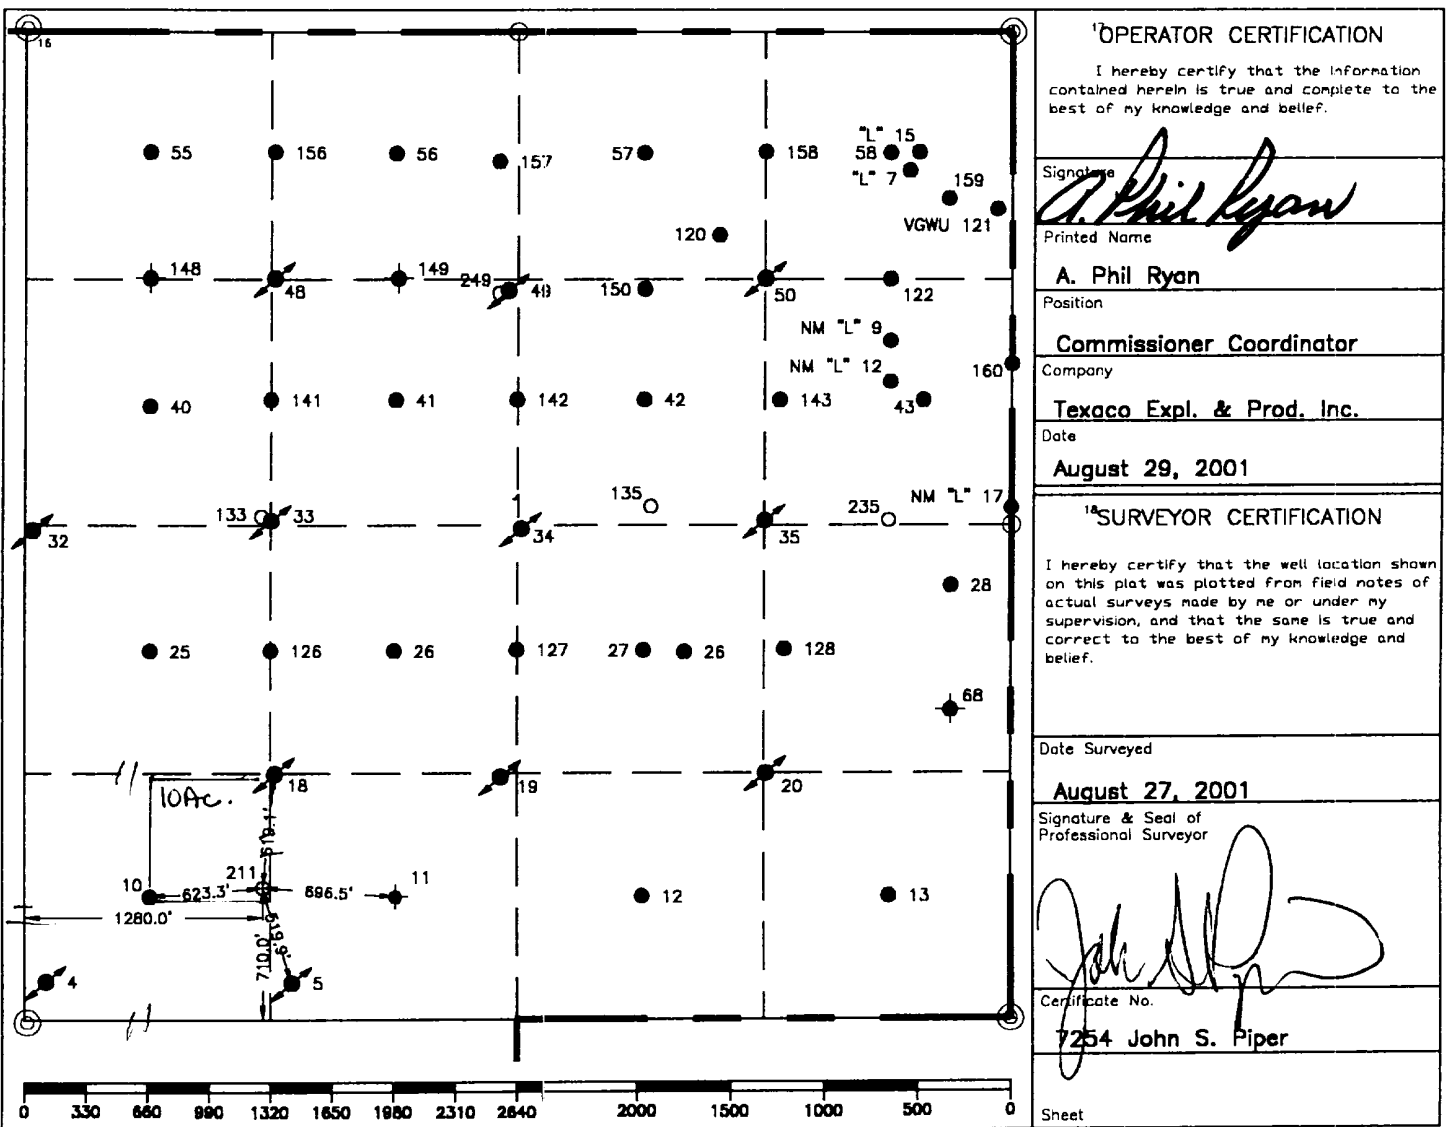 16
55
156
56
157
57
158
"L" 15
58
"L" 7
159
VGWU 121
120
148
48
149
249
49
150
50
122
NM "L" 9
NM "L" 12
160
40
141
41
142
42
143
43
NM "L" 17
32
133
33
1
34
135
35
235
28
25
126
26
127
27
26
128
68
18
19
20
10Ac.
619.1'
211
10
623.3'
696.5'
11
12
13
1280.0'
710.0'
619.9'
4
5
0 330 660 990 1320 1650 1980 2310 2640 2000 1500 1000 500 0
17 OPERATOR CERTIFICATION
I hereby certify that the information
contained herein is true and complete to the
best of my knowledge and belief.
Signature
A. Phil Ryan
Printed Name
A. Phil Ryan
Position
Commissioner Coordinator
Company
Texaco Expl. & Prod. Inc.
Date
August 29, 2001
18 SURVEYOR CERTIFICATION
I hereby certify that the well location shown
on this plat was plotted from field notes of
actual surveys made by me or under my
supervision, and that the same is true and
correct to the best of my knowledge and
belief.
Date Surveyed
August 27, 2001
Signature & Seal of
Professional Surveyor
Certificate No.
7254 John S. Piper
Sheet